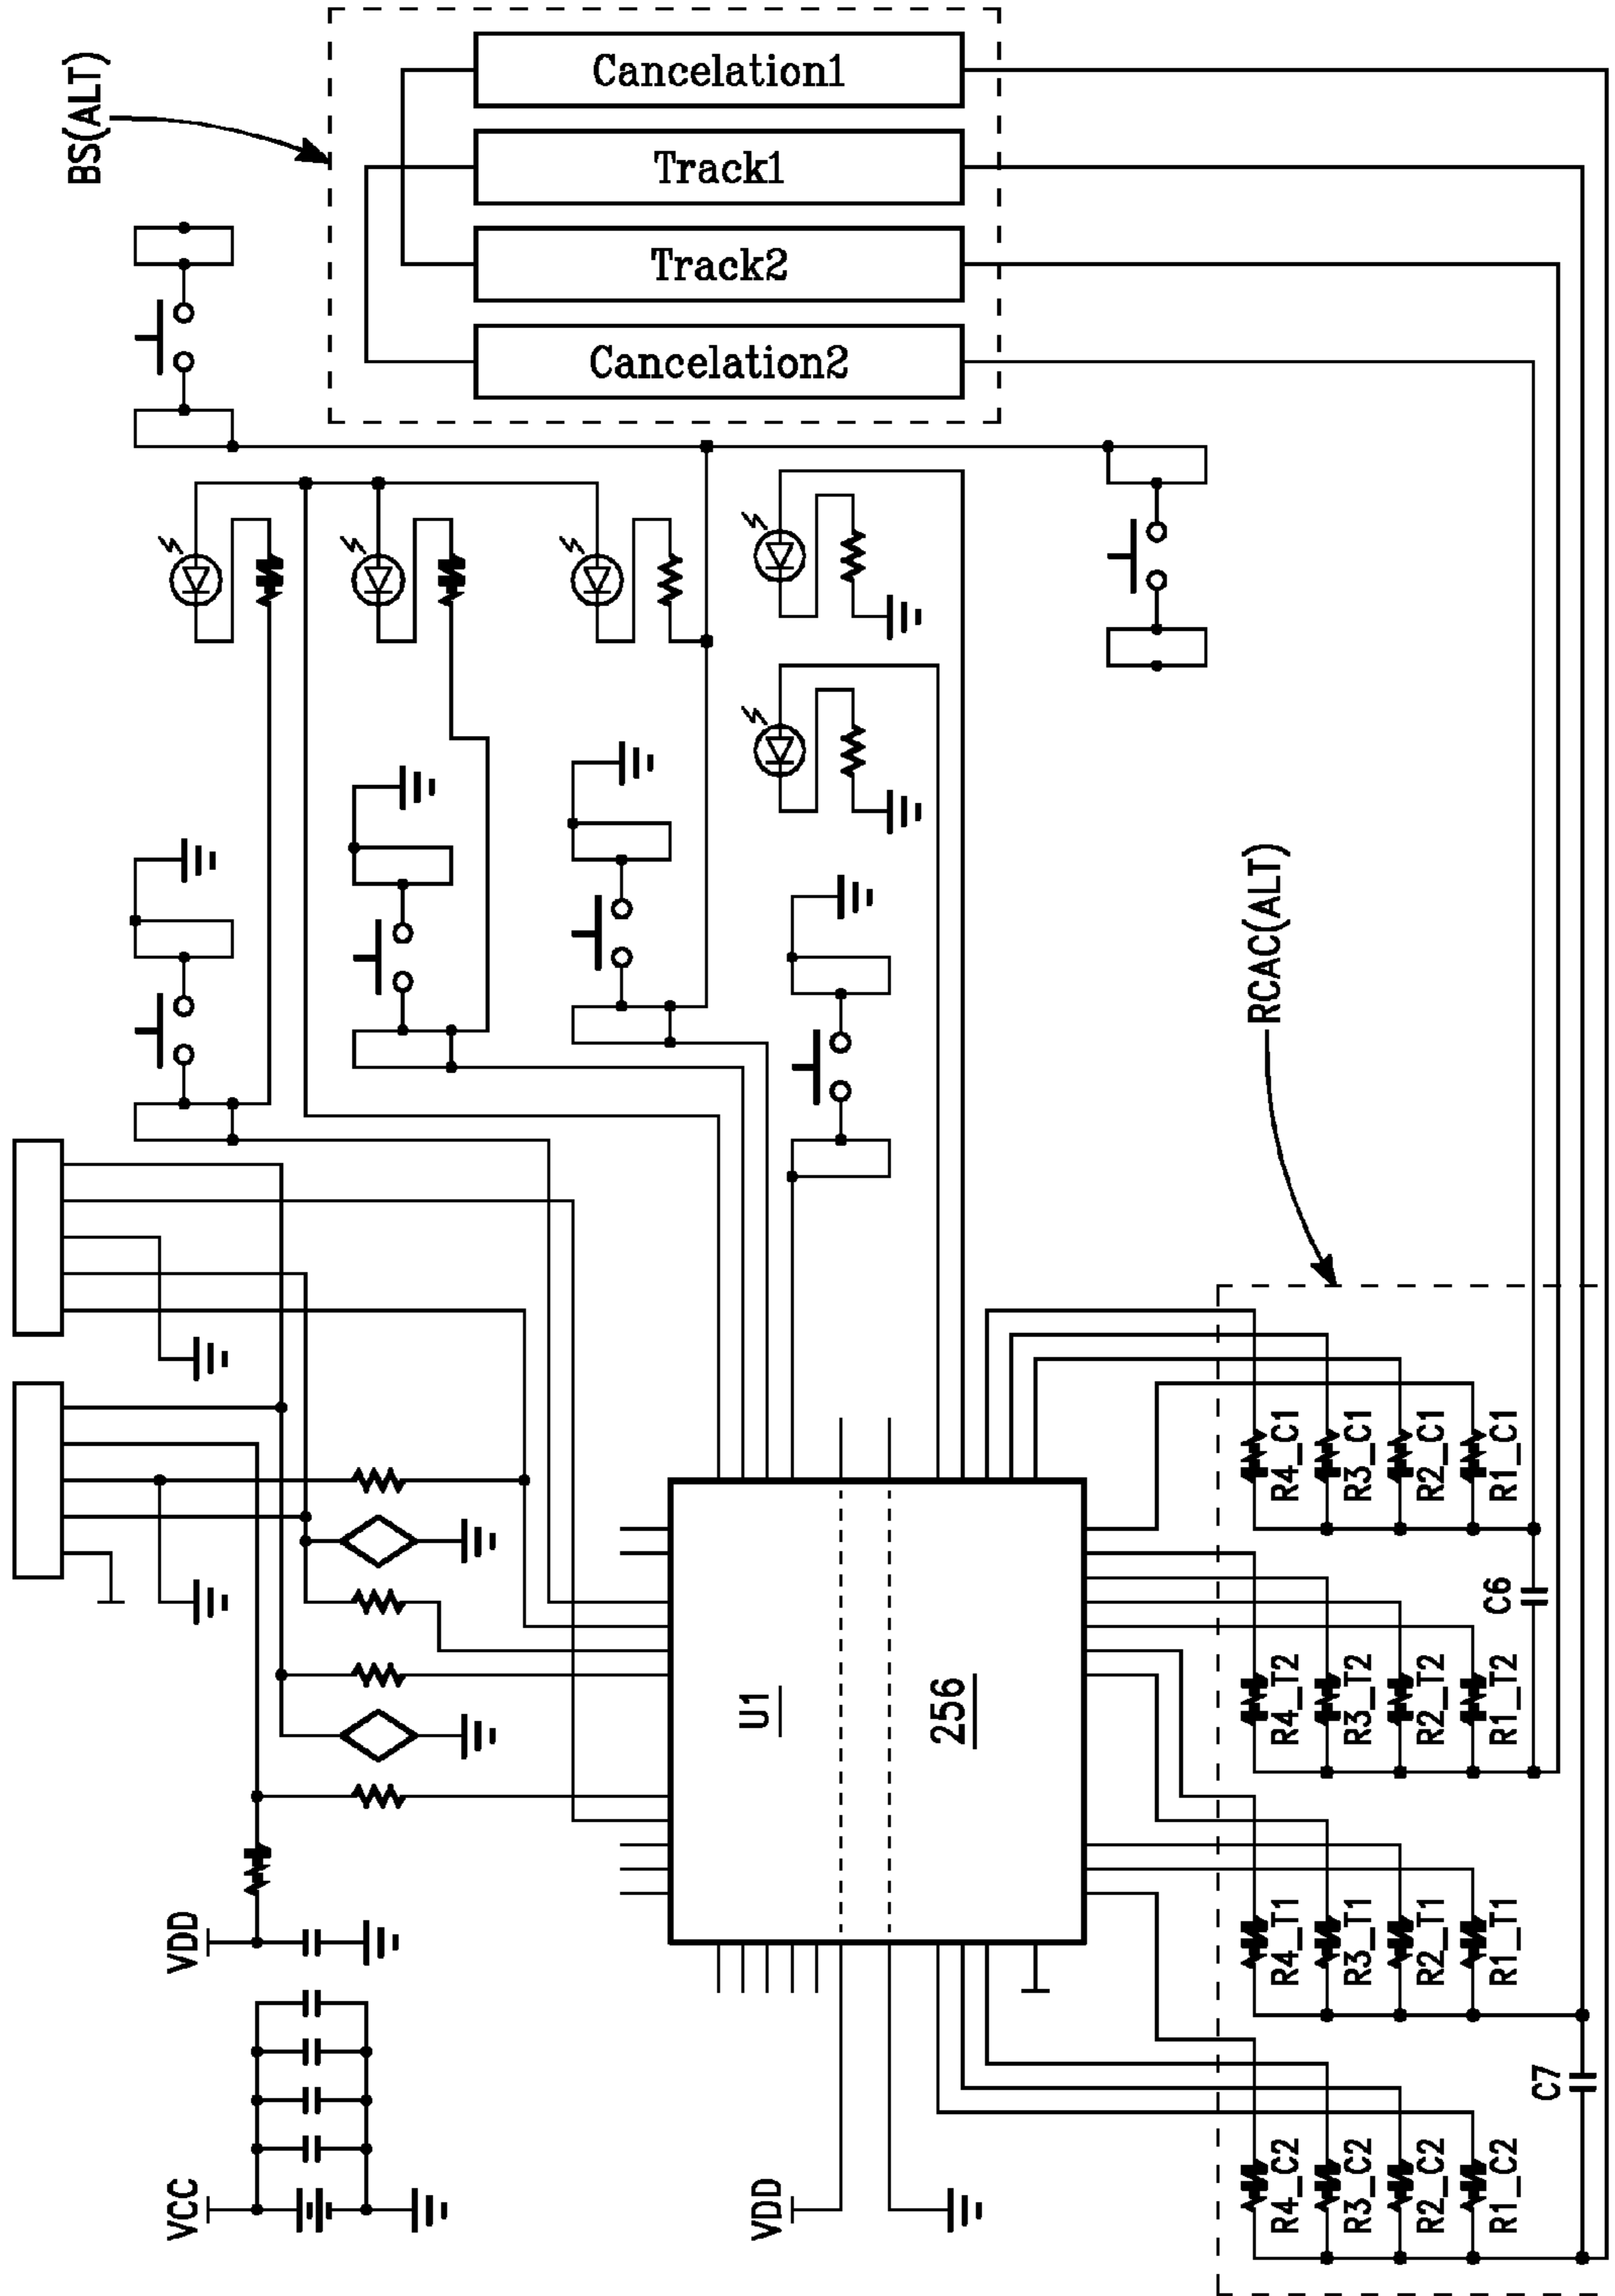 BS(ALT)
Cancelation1
Track1
Track2
Cancelation2
RCAC(ALT)
U1
256
R4_C1
R3_C1
R2_C1
R1_C1
C6
R4_T2
R3_T2
R2_T2
R1_T2
VDD
R4_T1
R3_T1
R2_T1
R1_T1
C7
VCC
VDD
R4_C2
R3_C2
R2_C2
R1_C2